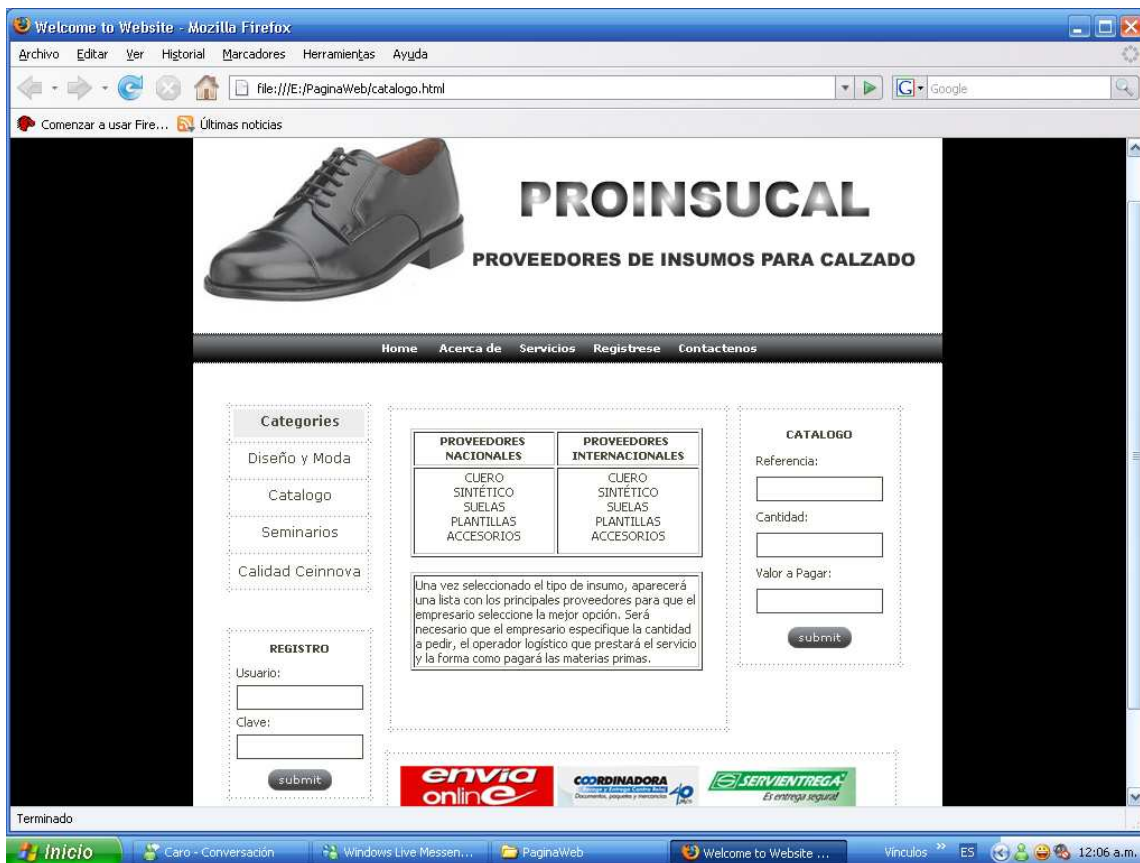 Welcome to Website - Mozilla Firefox
Archivo Editar Ver Historial Marcadores Herramientas Ayuda
file:///E:/PaginaWeb/catalogo.html
G Google
Comenzar a usar Fire... Últimas noticias
PROINSUCAL
PROVEEDORES DE INSUMOS PARA CALZADO
Home Acerca de Servicios Registrese Contactenos
Categories
Diseño y Moda
Catalogo
Seminarios
Calidad Ceinnova
REGISTRO
Usuario:
Clave:
submit
PROVEEDORES
NACIONALES
CUERO
SINTÉTICO
SUELAS
PLANTILLAS
ACCESORIOS
PROVEEDORES
INTERNACIONALES
CUERO
SINTÉTICO
SUELAS
PLANTILLAS
ACCESORIOS
Una vez seleccionado el tipo de insumo, aparecerá
una lista con los principales proveedores para que el
empresario seleccione la mejor opción. Será
necesario que el empresario especifique la cantidad
a pedir, el operador logístico que prestará el servicio
y la forma como pagará las materias primas.
CATALOGO
Referencia:
Cantidad:
Valor a Pagar:
submit
envia
online
COORDINADORA
Documentos, paquetes y mercancías
40
SERVIENTREGA
Es entrega segura!
Terminado
Inicio
Caro - Conversación
Windows Live Messen...
PaginaWeb
Welcome to Website ...
Vínculos »
ES
12:06 a.m.